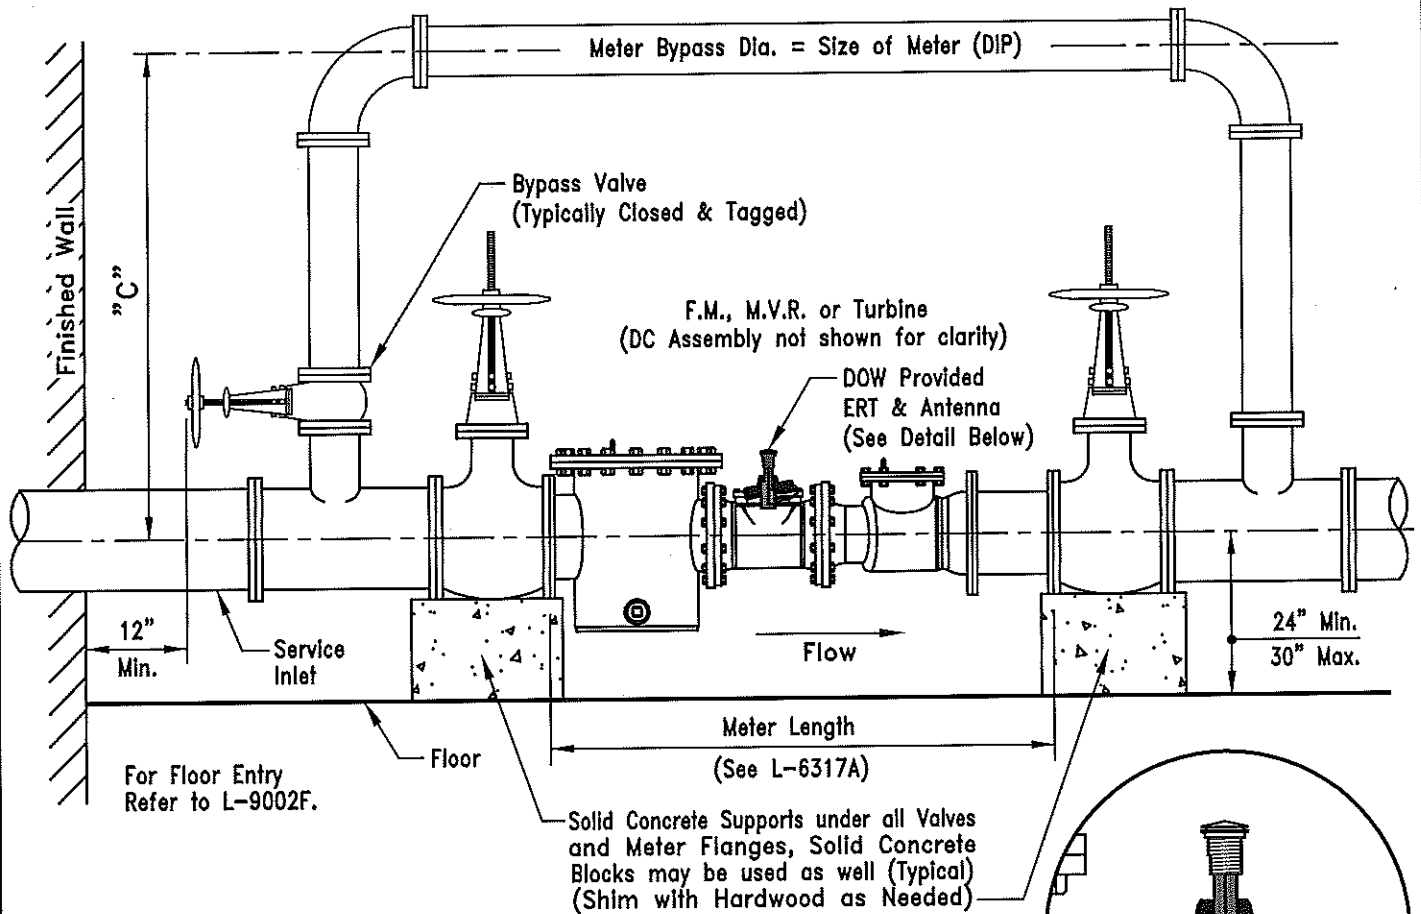 Meter Bypass Dia. = Size of Meter (DIP)
Finished Wall
"C"
Bypass Valve
(Typically Closed & Tagged)
F.M., M.V.R. or Turbine
(DC Assembly not shown for clarity)
DOW Provided
ERT & Antenna
(See Detail Below)
12"
Min.
Service
Inlet
Flow
24" Min.
30" Max.
Floor
Meter Length
(See L-6317A)
For Floor Entry
Refer to L-9002F.
Solid Concrete Supports under all Valves
and Meter Flanges, Solid Concrete
Blocks may be used as well (Typical)
(Shim with Hardwood as Needed)